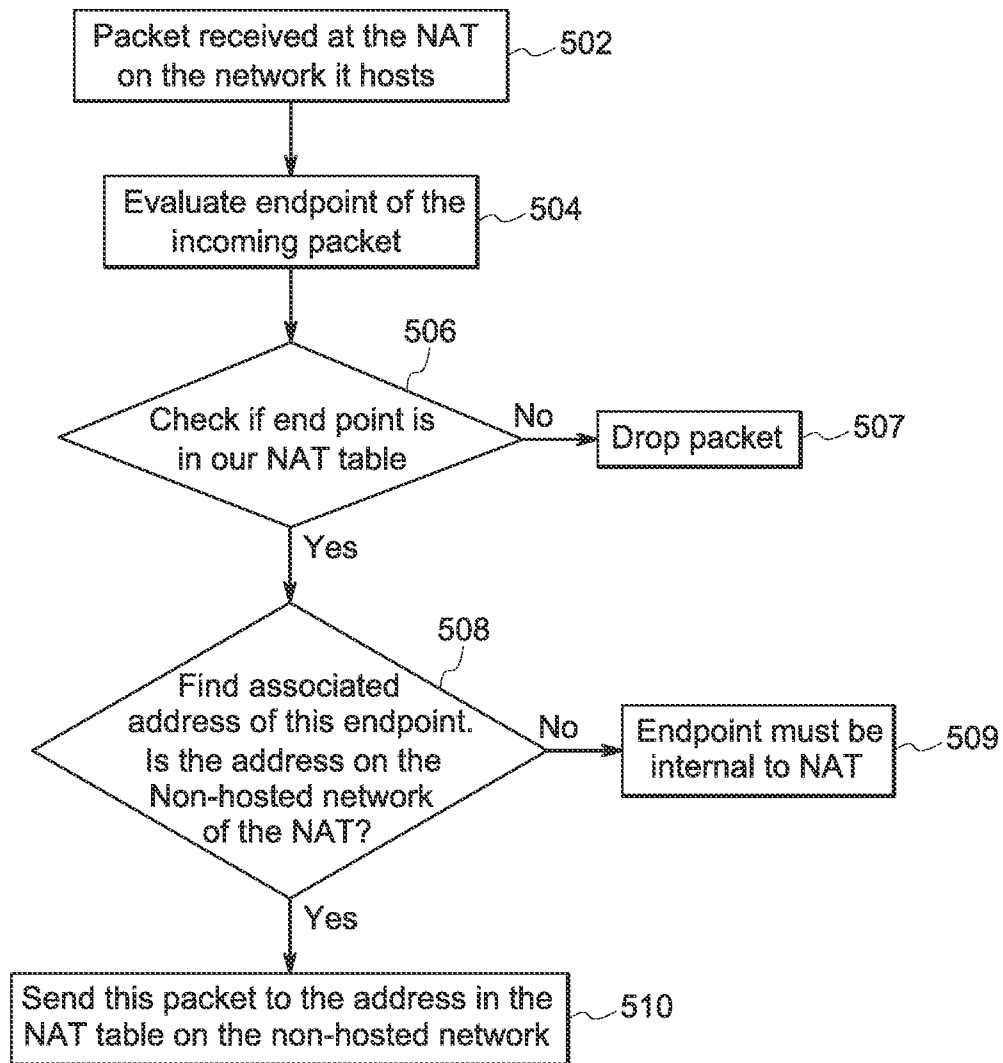 Packet received at the NAT
on the network it hosts
502
Evaluate endpoint of the
incoming packet
504
506
Check if end point is
in our NAT table
No
Drop packet
507
Yes
508
Find associated
address of this endpoint.
Is the address on the
Non-hosted network
of the NAT?
No
Endpoint must be
internal to NAT
509
Yes
Send this packet to the address in the
NAT table on the non-hosted network
510